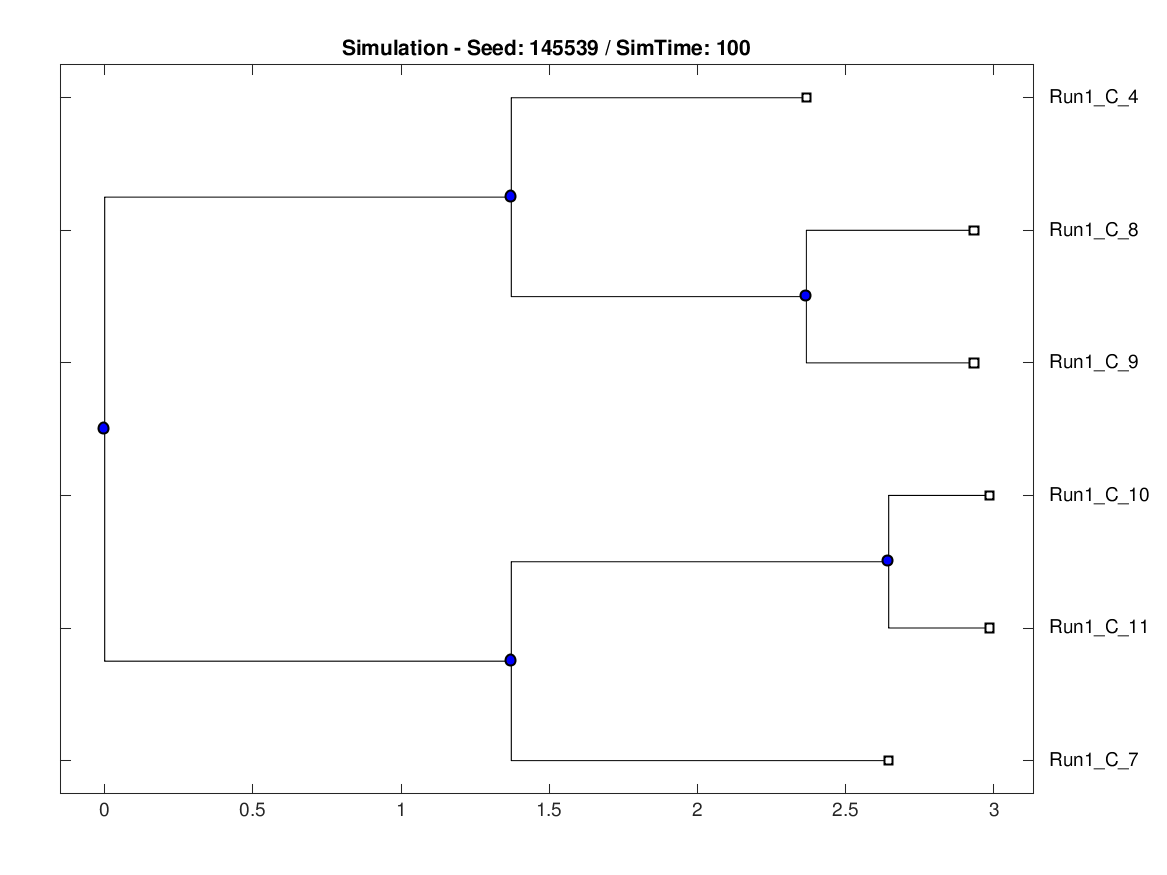 Simulation - Seed: 145539 / SimTime: 100
Run1_C_4
Run1_C_8
Run1_C_9
Run1_C_10
Run1_C_11
Run1_C_7
0 0.5 1 1.5 2 2.5 3